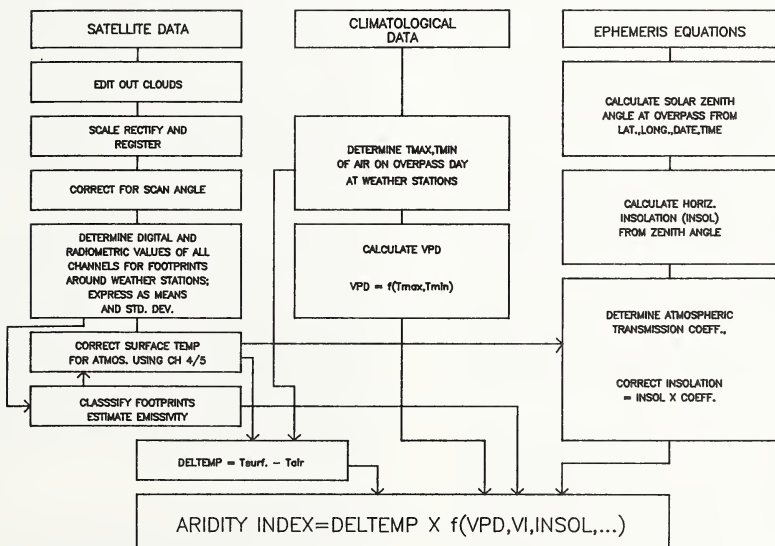 SATELLITE DATA
EDIT OUT CLOUDS
SCALE RECTIFY AND
REGISTER
CORRECT FOR SCAN ANGLE
DETERMINE DIGITAL AND
RADIOMETRIC VALUES OF ALL
CHANNELS FOR FOOTPRINTS
AROUND WEATHER STATIONS;
EXPRESS AS MEANS
AND STD. DEV.
CORRECT SURFACE TEMP
FOR ATMOS. USING CH 4/5
CLASSSIFY FOOTPRINTS
ESTIMATE EMISSIVITY
CLIMATOLOGICAL
DATA
DETERMINE TMAX,TMIN
OF AIR ON OVERPASS DAY
AT WEATHER STATIONS
CALCULATE VPD
VPD = f(Tmax,Tmin)
EPHEMERIS EQUATIONS
CALCULATE SOLAR ZENITH
ANGLE AT OVERPASS FROM
LAT.,LONG.,DATE,TIME
CALCULATE HORIZ.
INSOLATION (INSOL)
FROM ZENITH ANGLE
DETERMINE ATMOSPHERIC
TRANSMISSION COEFF.,
CORRECT INSOLATION
= INSOL X COEFF.
DELTEMP = Tsurf. - Tair
ARIDITY INDEX=DELTEMP X f(VPD,VI,INSOL,...)